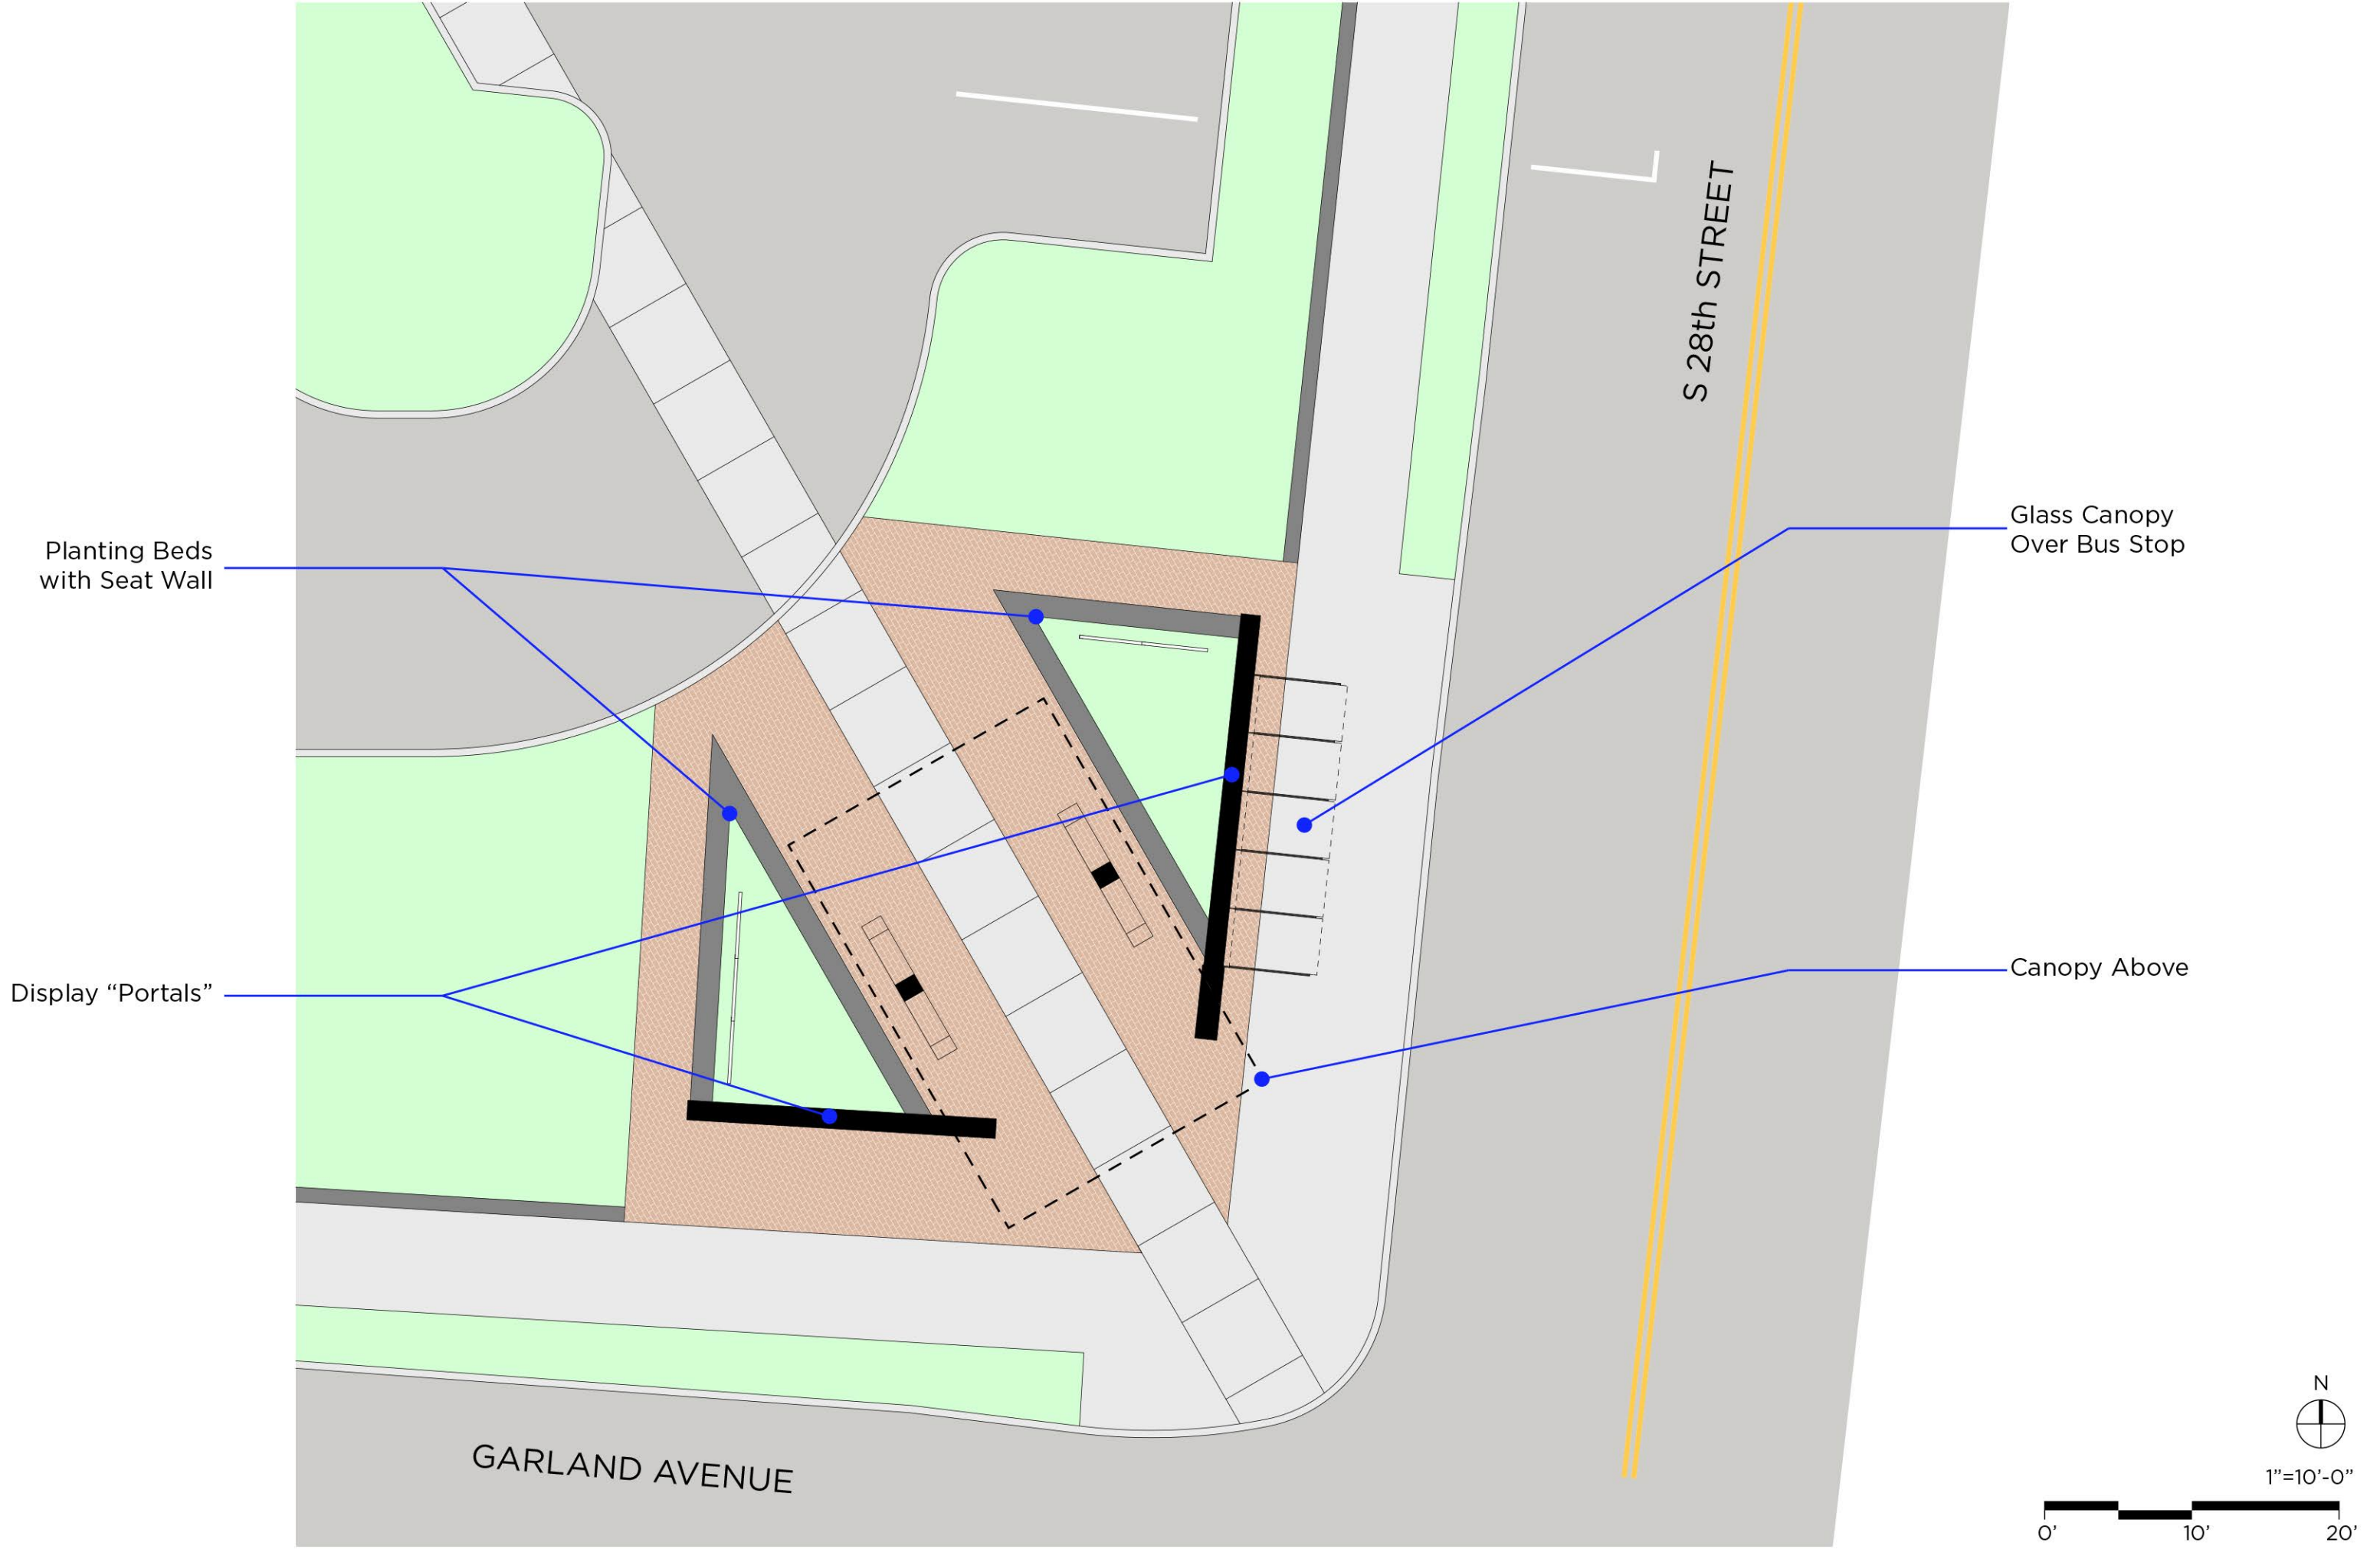 S 28th STREET
Glass Canopy
Over Bus Stop
Planting Beds
with Seat Wall
Canopy Above
Display “Portals”
GARLAND AVENUE
N
1”=10’-0”
0’ 10’ 20’